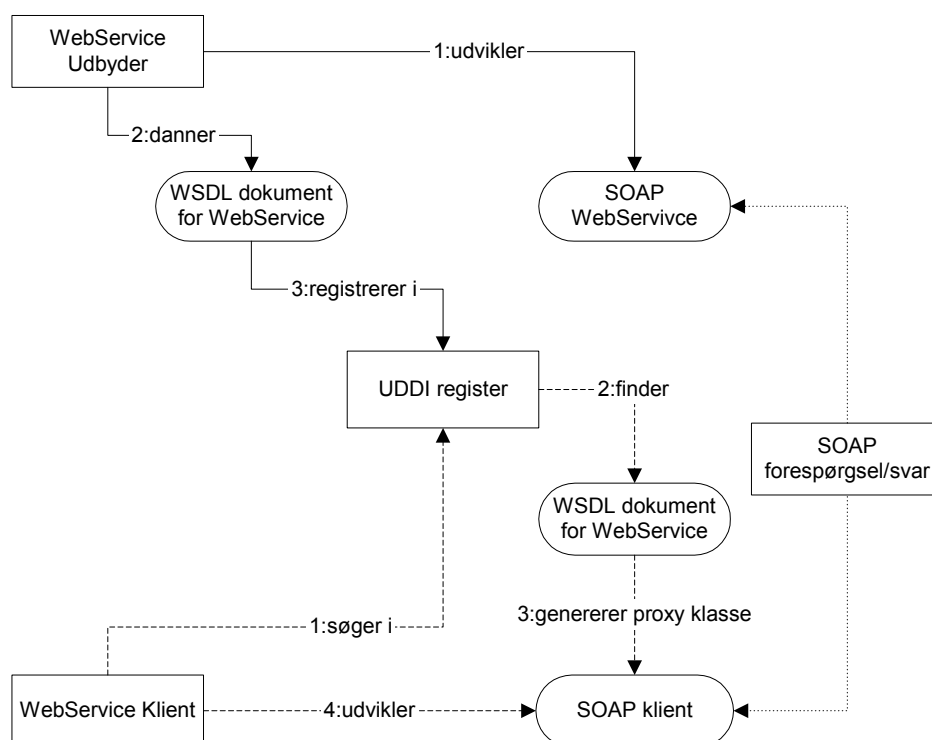 WebService
Udbyder
1:udvikler
2:danner
WSDL dokument
for WebService
SOAP
WebServivce
3:registrerer i
UDDI register
2:finder
SOAP
forespørgsel/svar
WSDL dokument
for WebService
3:genererer proxy klasse
1:søger i
WebService Klient
4:udvikler
SOAP klient